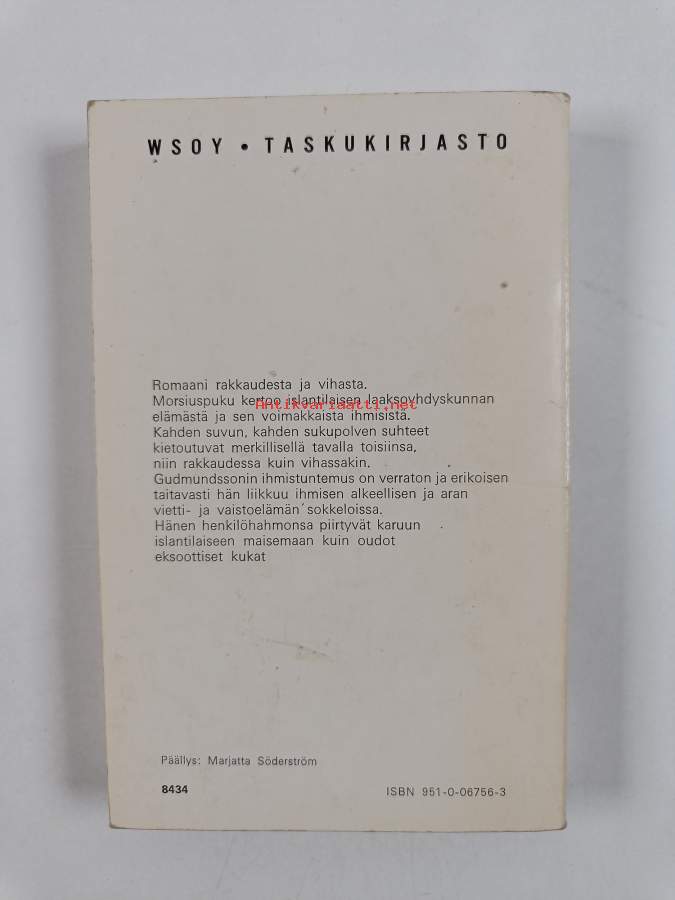 WSOY • TASKUKIRJASTO
Romaani rakkaudesta ja vihasta.
Morsiuspuku kertoo islantilaisen laaksoyhdyskunnan
Antikvariaatti.net
elämästä ja sen voimakkaista ihmisistä.
Kahden suvun, kahden sukupolven suhteet
kietoutuvat merkillisellä tavalla toisiinsa,
niin rakkaudessa kuin vihassakin.
Gudmundssonin ihmistuntemus on verraton ja erikoisen
taitavasti hän liikkuu ihmisen alkeellisen ja aran
vietti- ja vaistoelämän sokkeloissa.
Hänen henkilöhahmonsa piirtyvät karuun
islantilaiseen maisemaan kuin oudot
eksoottiset kukat
Päällys: Marjatta Söderström
8434 ISBN 951-0-06756-3